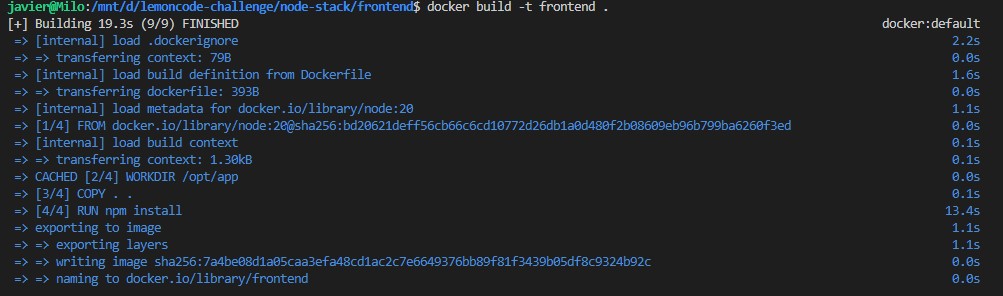 javier@Milo:/mnt/d/lemoncode-challenge/node-stack/frontend$ docker build -t frontend .
[+] Building 19.3s (9/9) FINISHED docker:default
=> [internal] load .dockerignore 2.2s
=> => transferring context: 79B 0.0s
=> [internal] load build definition from Dockerfile 1.6s
=> => transferring dockerfile: 393B 0.0s
=> [internal] load metadata for docker.io/library/node:20 1.1s
=> [1/4] FROM docker.io/library/node:20@sha256:bd20621deff56cb66c6cd10772d26db1a0d480f2b08609eb96b799ba6260f3ed 0.0s
=> [internal] load build context 0.1s
=> => transferring context: 1.30kB 0.1s
=> CACHED [2/4] WORKDIR /opt/app 0.0s
=> [3/4] COPY . . 0.1s
=> [4/4] RUN npm install 13.4s
=> exporting to image 1.1s
=> => exporting layers 1.1s
=> => writing image sha256:7a4be08d1a05caa3efa48cd1ac2c7e6649376bb89f81f3439b05df8c9324b92c 0.0s
=> => naming to docker.io/library/frontend 0.0s